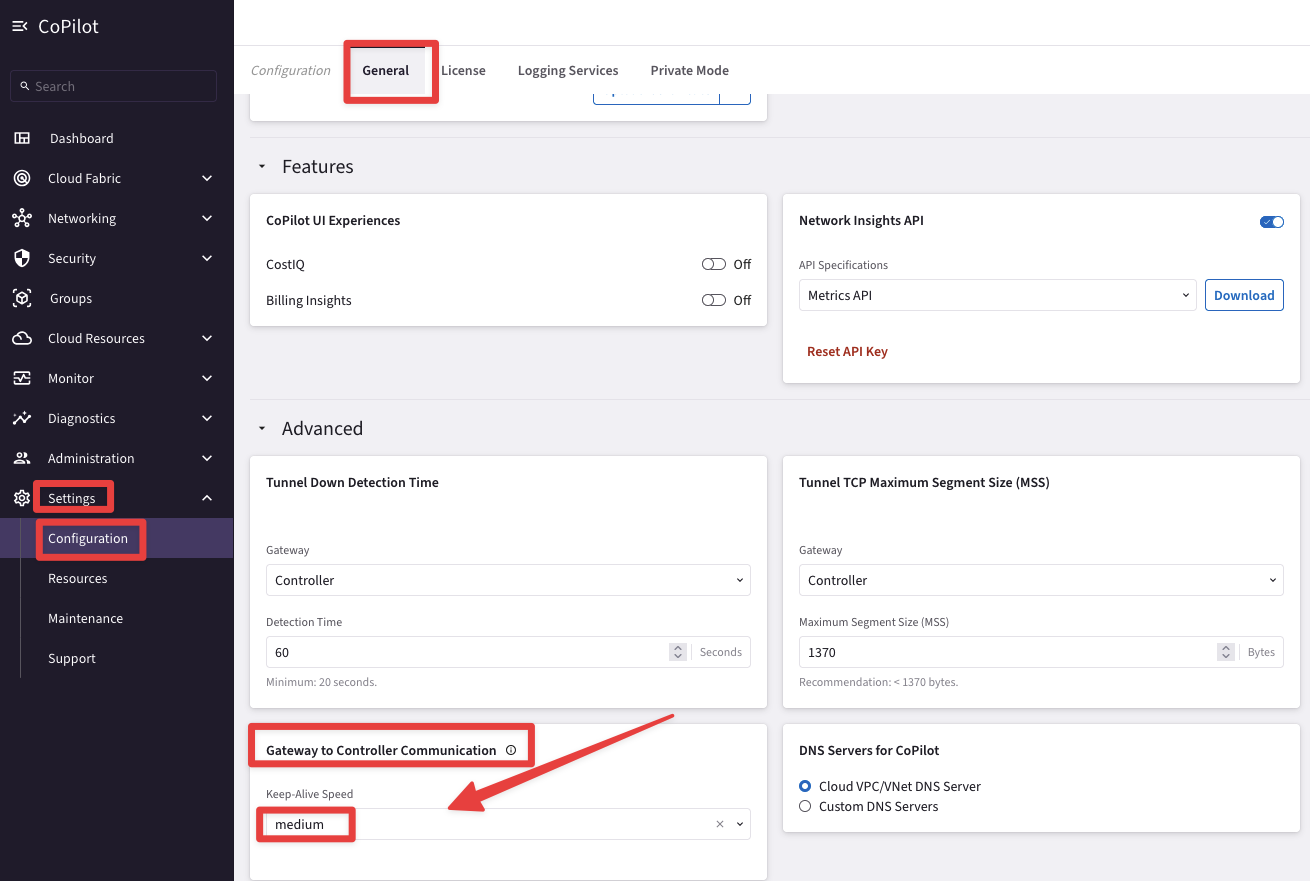 CoPilot
Search
Dashboard
Cloud Fabric
Networking
Security
Groups
Cloud Resources
Monitor
Diagnostics
Administration
Settings
Configuration
Resources
Maintenance
Support
Configuration General License Logging Services Private Mode
Features
CoPilot UI Experiences
CostIQ Off
Billing Insights Off
Network Insights API
API Specifications
Metrics API Download
Reset API Key
Advanced
Tunnel Down Detection Time
Gateway
Controller
Detection Time
60 Seconds
Minimum: 20 seconds.
Tunnel TCP Maximum Segment Size (MSS)
Gateway
Controller
Maximum Segment Size (MSS)
1370 Bytes
Recommendation: < 1370 bytes.
Gateway to Controller Communication
Keep-Alive Speed
medium
DNS Servers for CoPilot
Cloud VPC/VNet DNS Server
Custom DNS Servers